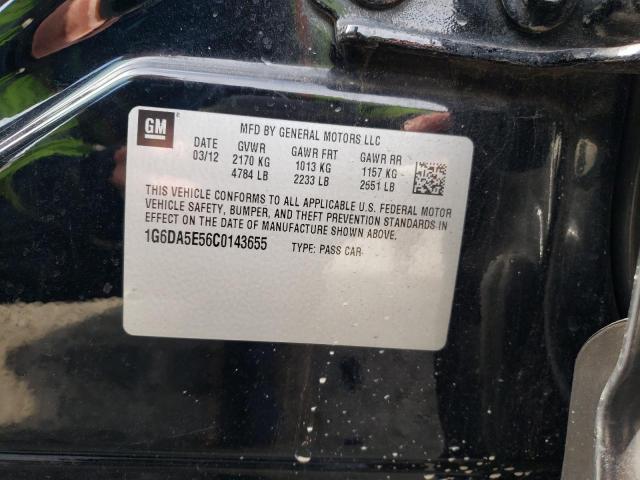 GM
MFD BY GENERAL MOTORS LLC
DATE GVWR GAWR FRT GAWR RR
03/12 2170 KG 1013 KG 1157 KG
4784 LB 2233 LB 2551 LB
THIS VEHICLE CONFORMS TO ALL APPLICABLE U.S. FEDERAL MOTOR
VEHICLE SAFETY, BUMPER, AND THEFT PREVENTION STANDARDS IN
EFFECT ON THE DATE OF MANUFACTURE SHOWN ABOVE.
1G6DA5E56C0143655 TYPE: PASS CAR